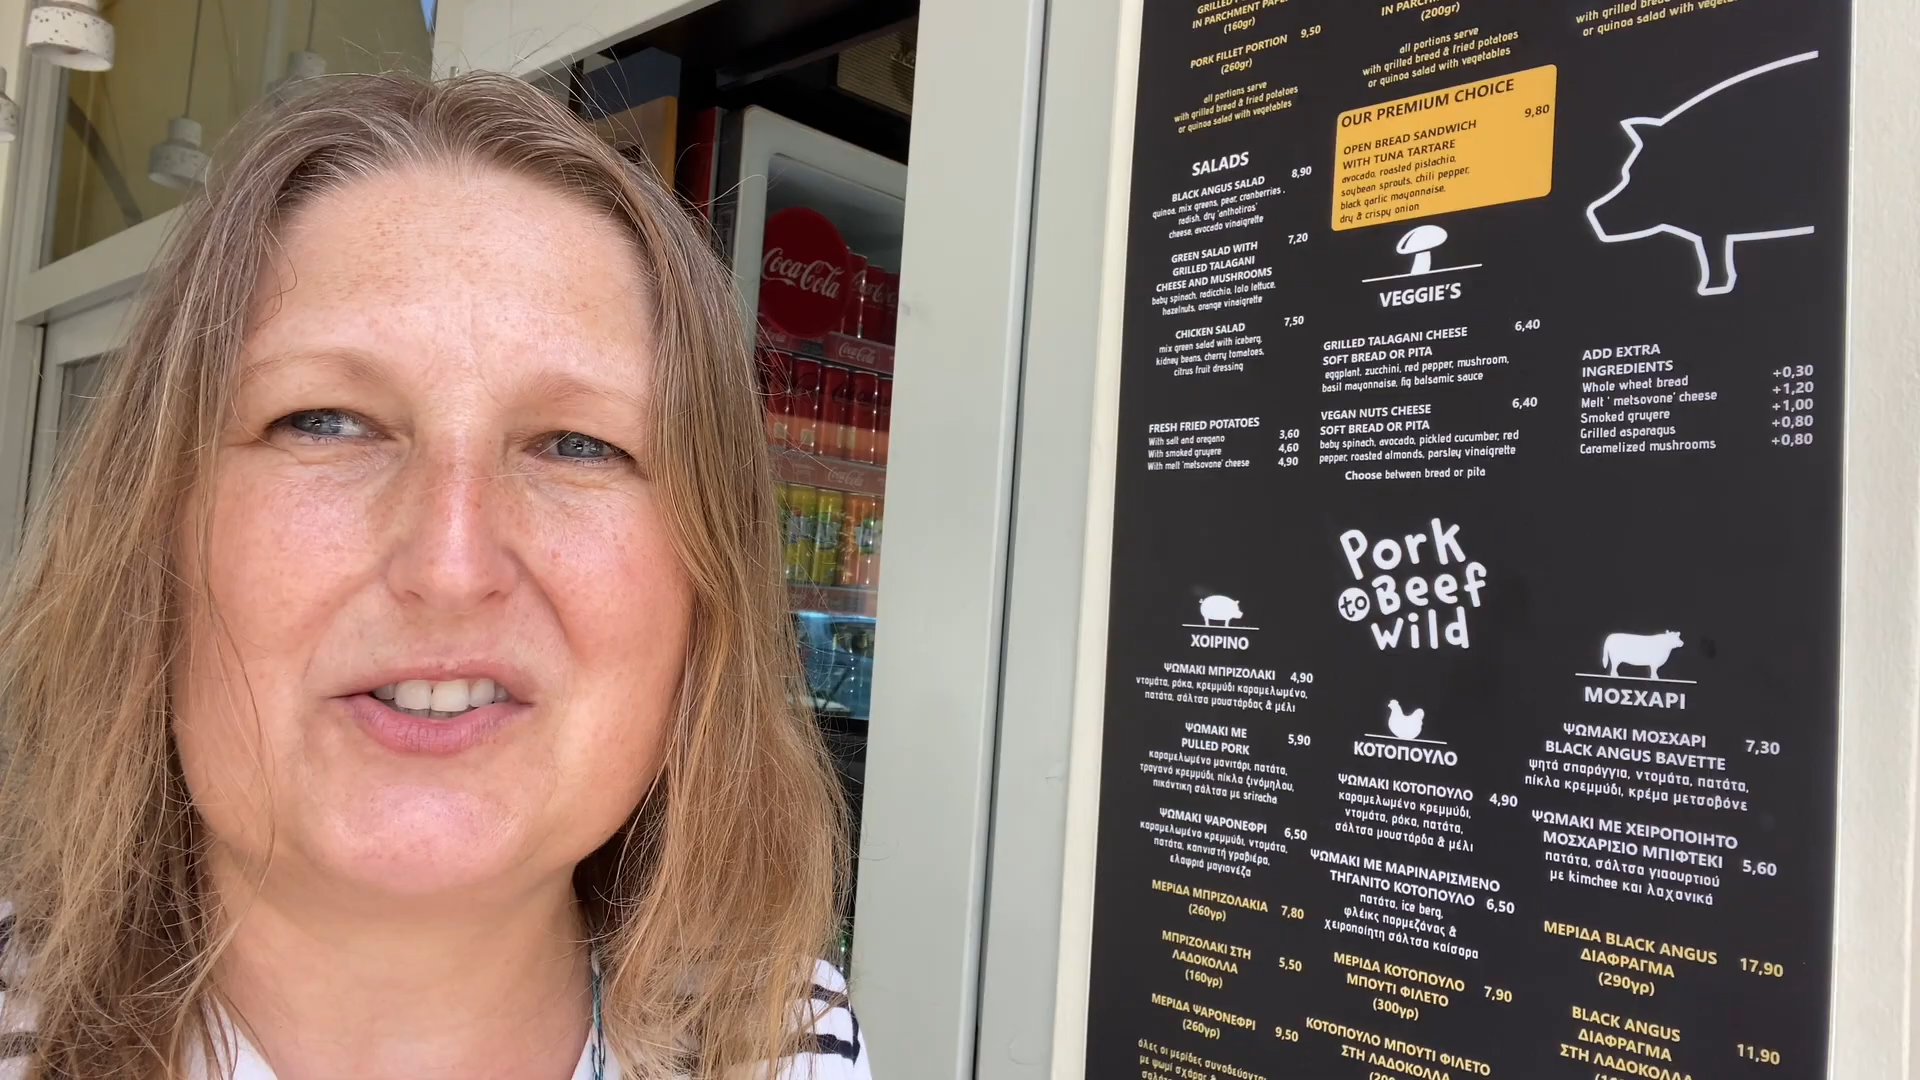 GRILLED
IN PARCHMENT PAPER
(160gr)
PORK FILLET PORTION 9,50
(260gr)
all portions serve
with grilled bread & fried potatoes
or quinoa salad with vegetables
SALADS
BLACK ANGUS SALAD 8,90
quinoa, mix greens, pear, cranberries,
radish, dry 'anthotiros'
cheese, avocado vinaigrette
GREEN SALAD WITH 7,20
GRILLED TALAGANI
CHEESE AND MUSHROOMS
baby spinach, radicchio, lolo lettuce,
hazelnuts, orange vinaigrette
CHICKEN SALAD 7,50
mix green salad with iceberg,
kidney beans, cherry tomatoes,
citrus fruit dressing
FRESH FRIED POTATOES
With salt and oregano 3,60
With smoked gruyere 4,60
With melt 'metsovone' cheese 4,90
(200gr)
all portions serve
with grilled bread & fried potatoes
or quinoa salad with vegetables
OUR PREMIUM CHOICE
9,80
OPEN BREAD SANDWICH
WITH TUNA TARTARE
avocado, roasted pistachio,
soybean sprouts, chili pepper,
black garlic mayonnaise,
dry & crispy onion
VEGGIE'S
GRILLED TALAGANI CHEESE 6,40
SOFT BREAD OR PITA
eggplant, zucchini, red pepper, mushroom,
basil mayonnaise, fig balsamic sauce
VEGAN NUTS CHEESE 6,40
SOFT BREAD OR PITA
baby spinach, avocado, pickled cucumber, red
pepper, roasted almonds, parsley vinaigrette
Choose between bread or pita
with grilled
or quinoa salad with
ADD EXTRA
INGREDIENTS
Whole wheat bread +0,30
Melt ' metsovone' cheese +1,20
Smoked gruyere +1,00
Grilled asparagus +0,80
Caramelized mushrooms +0,80
Pork
to Beef
wild
ΧΟΙΡΙΝΟ
ΨΩΜΑΚΙ ΜΠΡΙΖΟΛΑΚΙ 4,90
ντομάτα, ρόκα, κρεμμύδι καραμελωμένο,
πατάτα, σάλτσα μουστάρδας & μέλι
ΨΩΜΑΚΙ ΜΕ 5,90
PULLED PORK
καραμελωμένο μανιτάρι, πατάτα,
τραγανό κρεμμύδι, πίκλα ξινόμηλου,
πικάντικη σάλτσα με sriracha
ΨΩΜΑΚΙ ΨΑΡΟΝΕΦΡΙ 6,50
καραμελωμένο κρεμμύδι, ντομάτα,
πατάτα, καπνιστή γραβιέρα,
ελαφριά μαγιονέζα
ΜΕΡΙΔΑ ΜΠΡΙΖΟΛΑΚΙΑ 7,80
(260γρ)
ΜΠΡΙΖΟΛΑΚΙ ΣΤΗ 5,50
ΛΑΔΟΚΟΛΛΑ
(160γρ)
ΜΕΡΙΔΑ ΨΑΡΟΝΕΦΡΙ 9,50
(260γρ)
όλες οι μερίδες συνοδεύονται
με ψωμί σχάρας &
ΚΟΤΟΠΟΥΛΟ
ΨΩΜΑΚΙ ΚΟΤΟΠΟΥΛΟ 4,90
καραμελωμένο κρεμμύδι,
ντομάτα, ρόκα, πατάτα,
σάλτσα μουστάρδα & μέλι
ΨΩΜΑΚΙ ΜΕ ΜΑΡΙΝΑΡΙΣΜΕΝΟ
ΤΗΓΑΝΙΤΟ ΚΟΤΟΠΟΥΛΟ 6,50
πατάτα, ice berg,
φλέικς παρμεζάνας &
χειροποίητη σάλτσα καίσαρα
ΜΕΡΙΔΑ ΚΟΤΟΠΟΥΛΟ 7,90
ΜΠΟΥΤΙ ΦΙΛΕΤΟ
(300γρ)
ΚΟΤΟΠΟΥΛΟ ΜΠΟΥΤΙ ΦΙΛΕΤΟ
ΣΤΗ ΛΑΔΟΚΟΛΛΑ
ΜΟΣΧΑΡΙ
ΨΩΜΑΚΙ ΜΟΣΧΑΡΙ 7,30
BLACK ANGUS BAVETTE
ψητά σπαράγγια, ντομάτα, πατάτα,
πίκλα κρεμμύδι, κρέμα μετσοβόνε
ΨΩΜΑΚΙ ΜΕ ΧΕΙΡΟΠΟΙΗΤΟ
ΜΟΣΧΑΡΙΣΙΟ ΜΠΙΦΤΕΚΙ 5,60
πατάτα, σάλτσα γιαουρτιού
με kimchee και λαχανικά
ΜΕΡΙΔΑ BLACK ANGUS 17,90
ΔΙΑΦΡΑΓΜΑ
(290γρ)
BLACK ANGUS
ΔΙΑΦΡΑΓΜΑ 11,90
ΣΤΗ ΛΑΔΟΚΟΛΛΑ
Coca-Cola
Coca-Cola
Coca-Cola